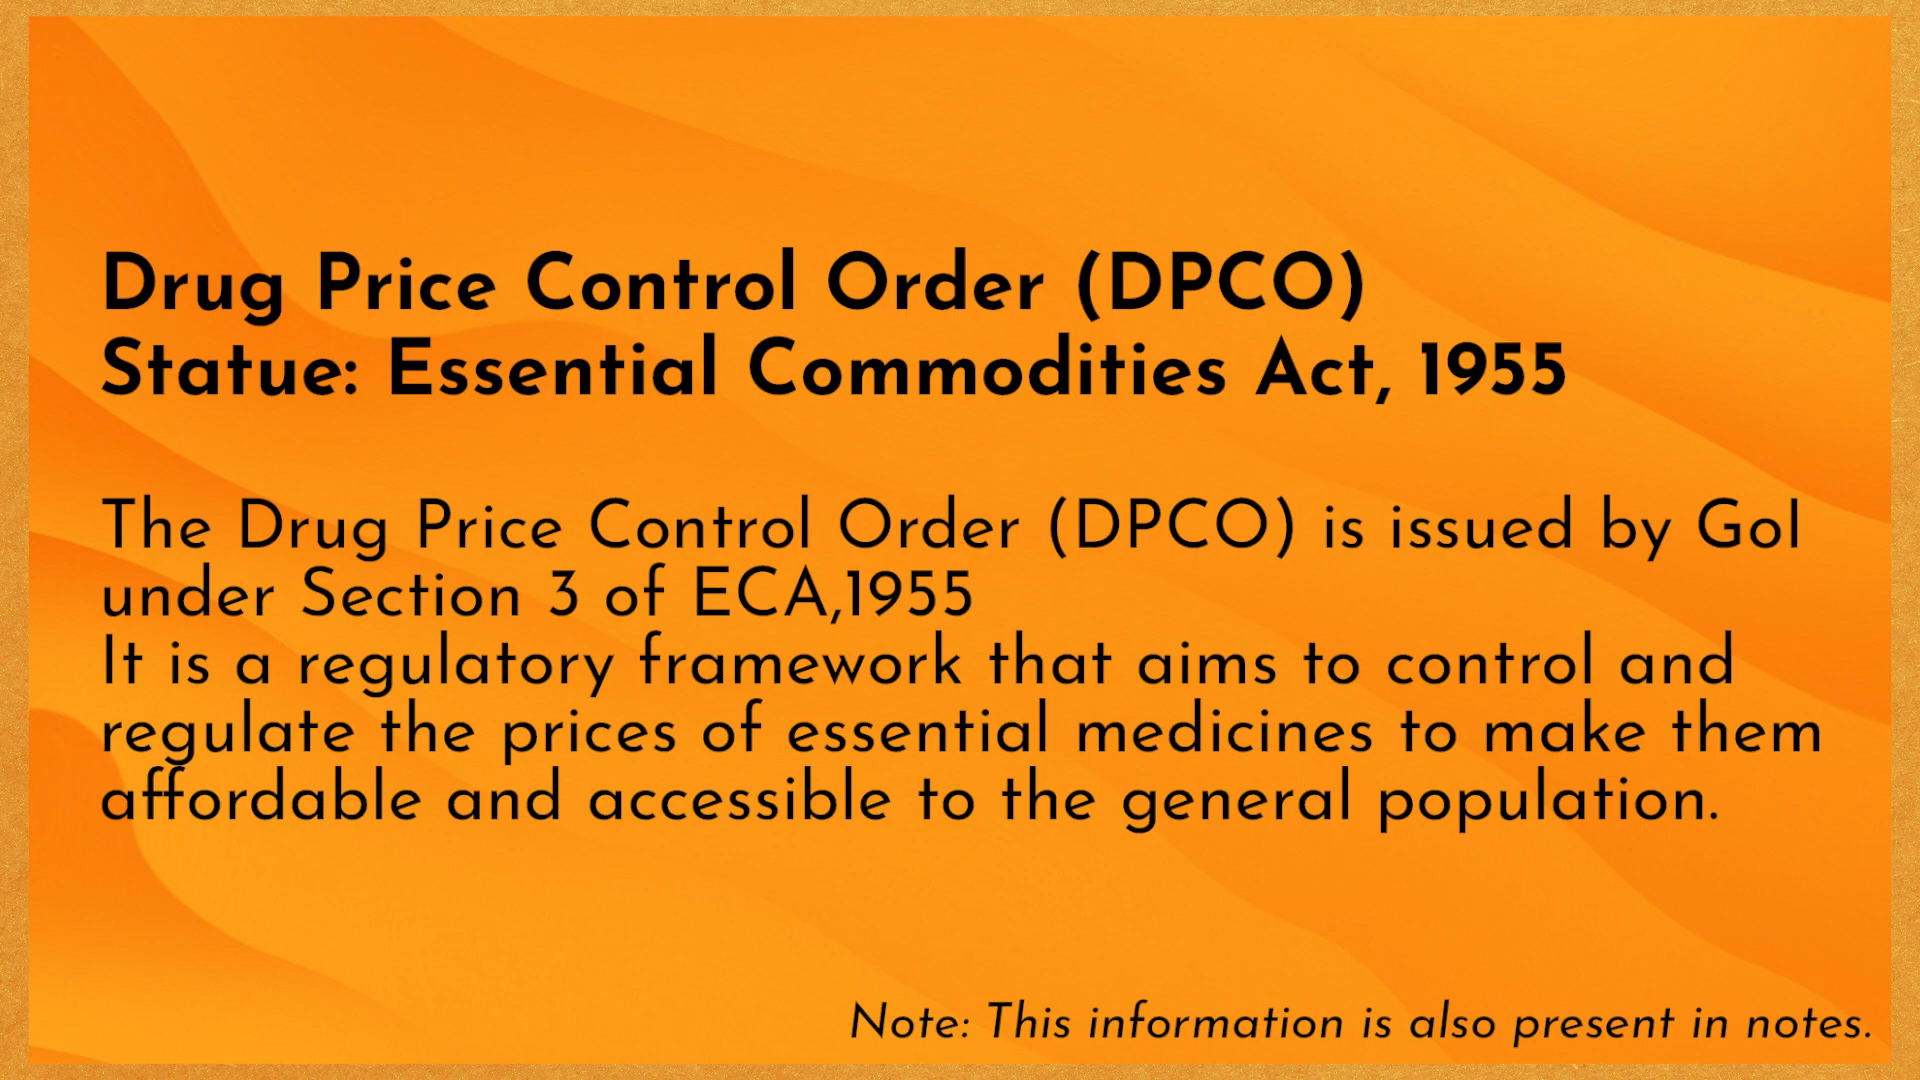 Drug Price Control Order (DPCO)
Statue: Essential Commodities Act, 1955
The Drug Price Control Order (DPCO) is issued by GoI
under Section 3 of ECA,1955
It is a regulatory framework that aims to control and
regulate the prices of essential medicines to make them
affordable and accessible to the general population.
Note: This information is also present in notes.